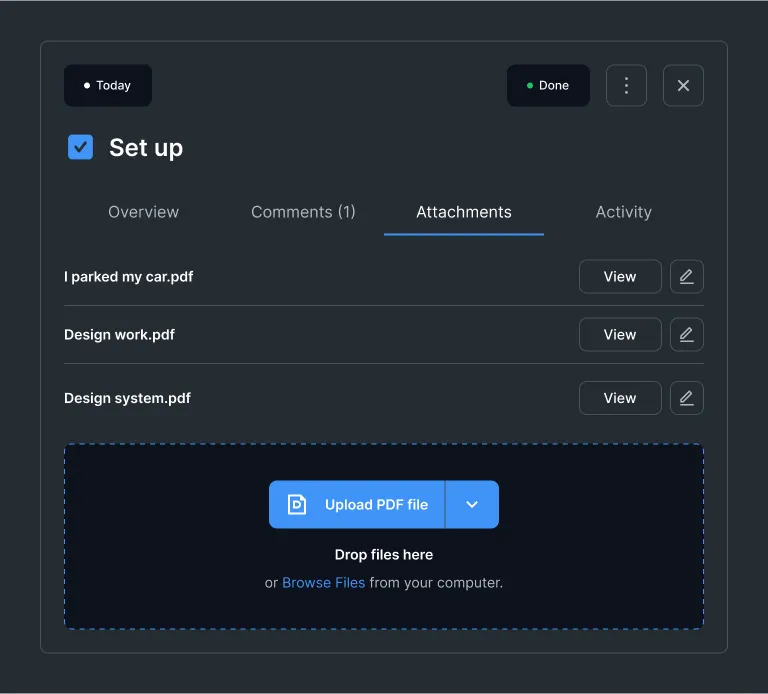 Today
Done
Set up
Overview
Comments (1)
Attachments
Activity
I parked my car.pdf
View
Design work.pdf
View
Design system.pdf
View
Upload PDF file
Drop files here
or Browse Files from your computer.